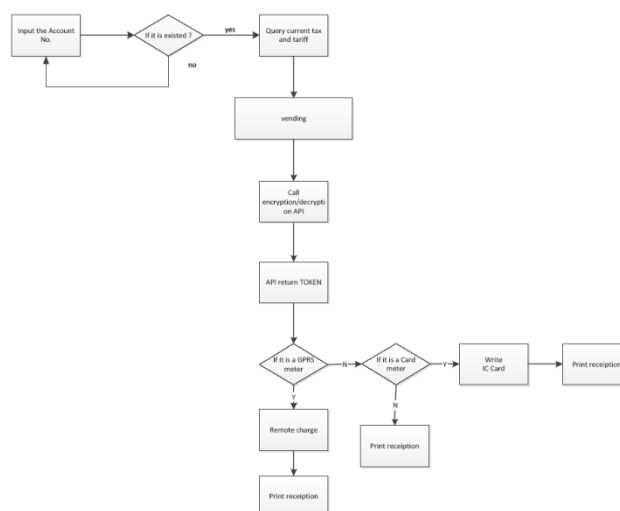 Input the Account
No.
If it is existed ?
yes
Query current tax
and tariff
no
vending
Call
encryption/decrypti
on API
API return TOKEN
If it is a GPRS
meter
N
If it is a Card
meter
Y
Write
IC Card
Print receiption
Y
N
Remote charge
Print receiption
Print receiption